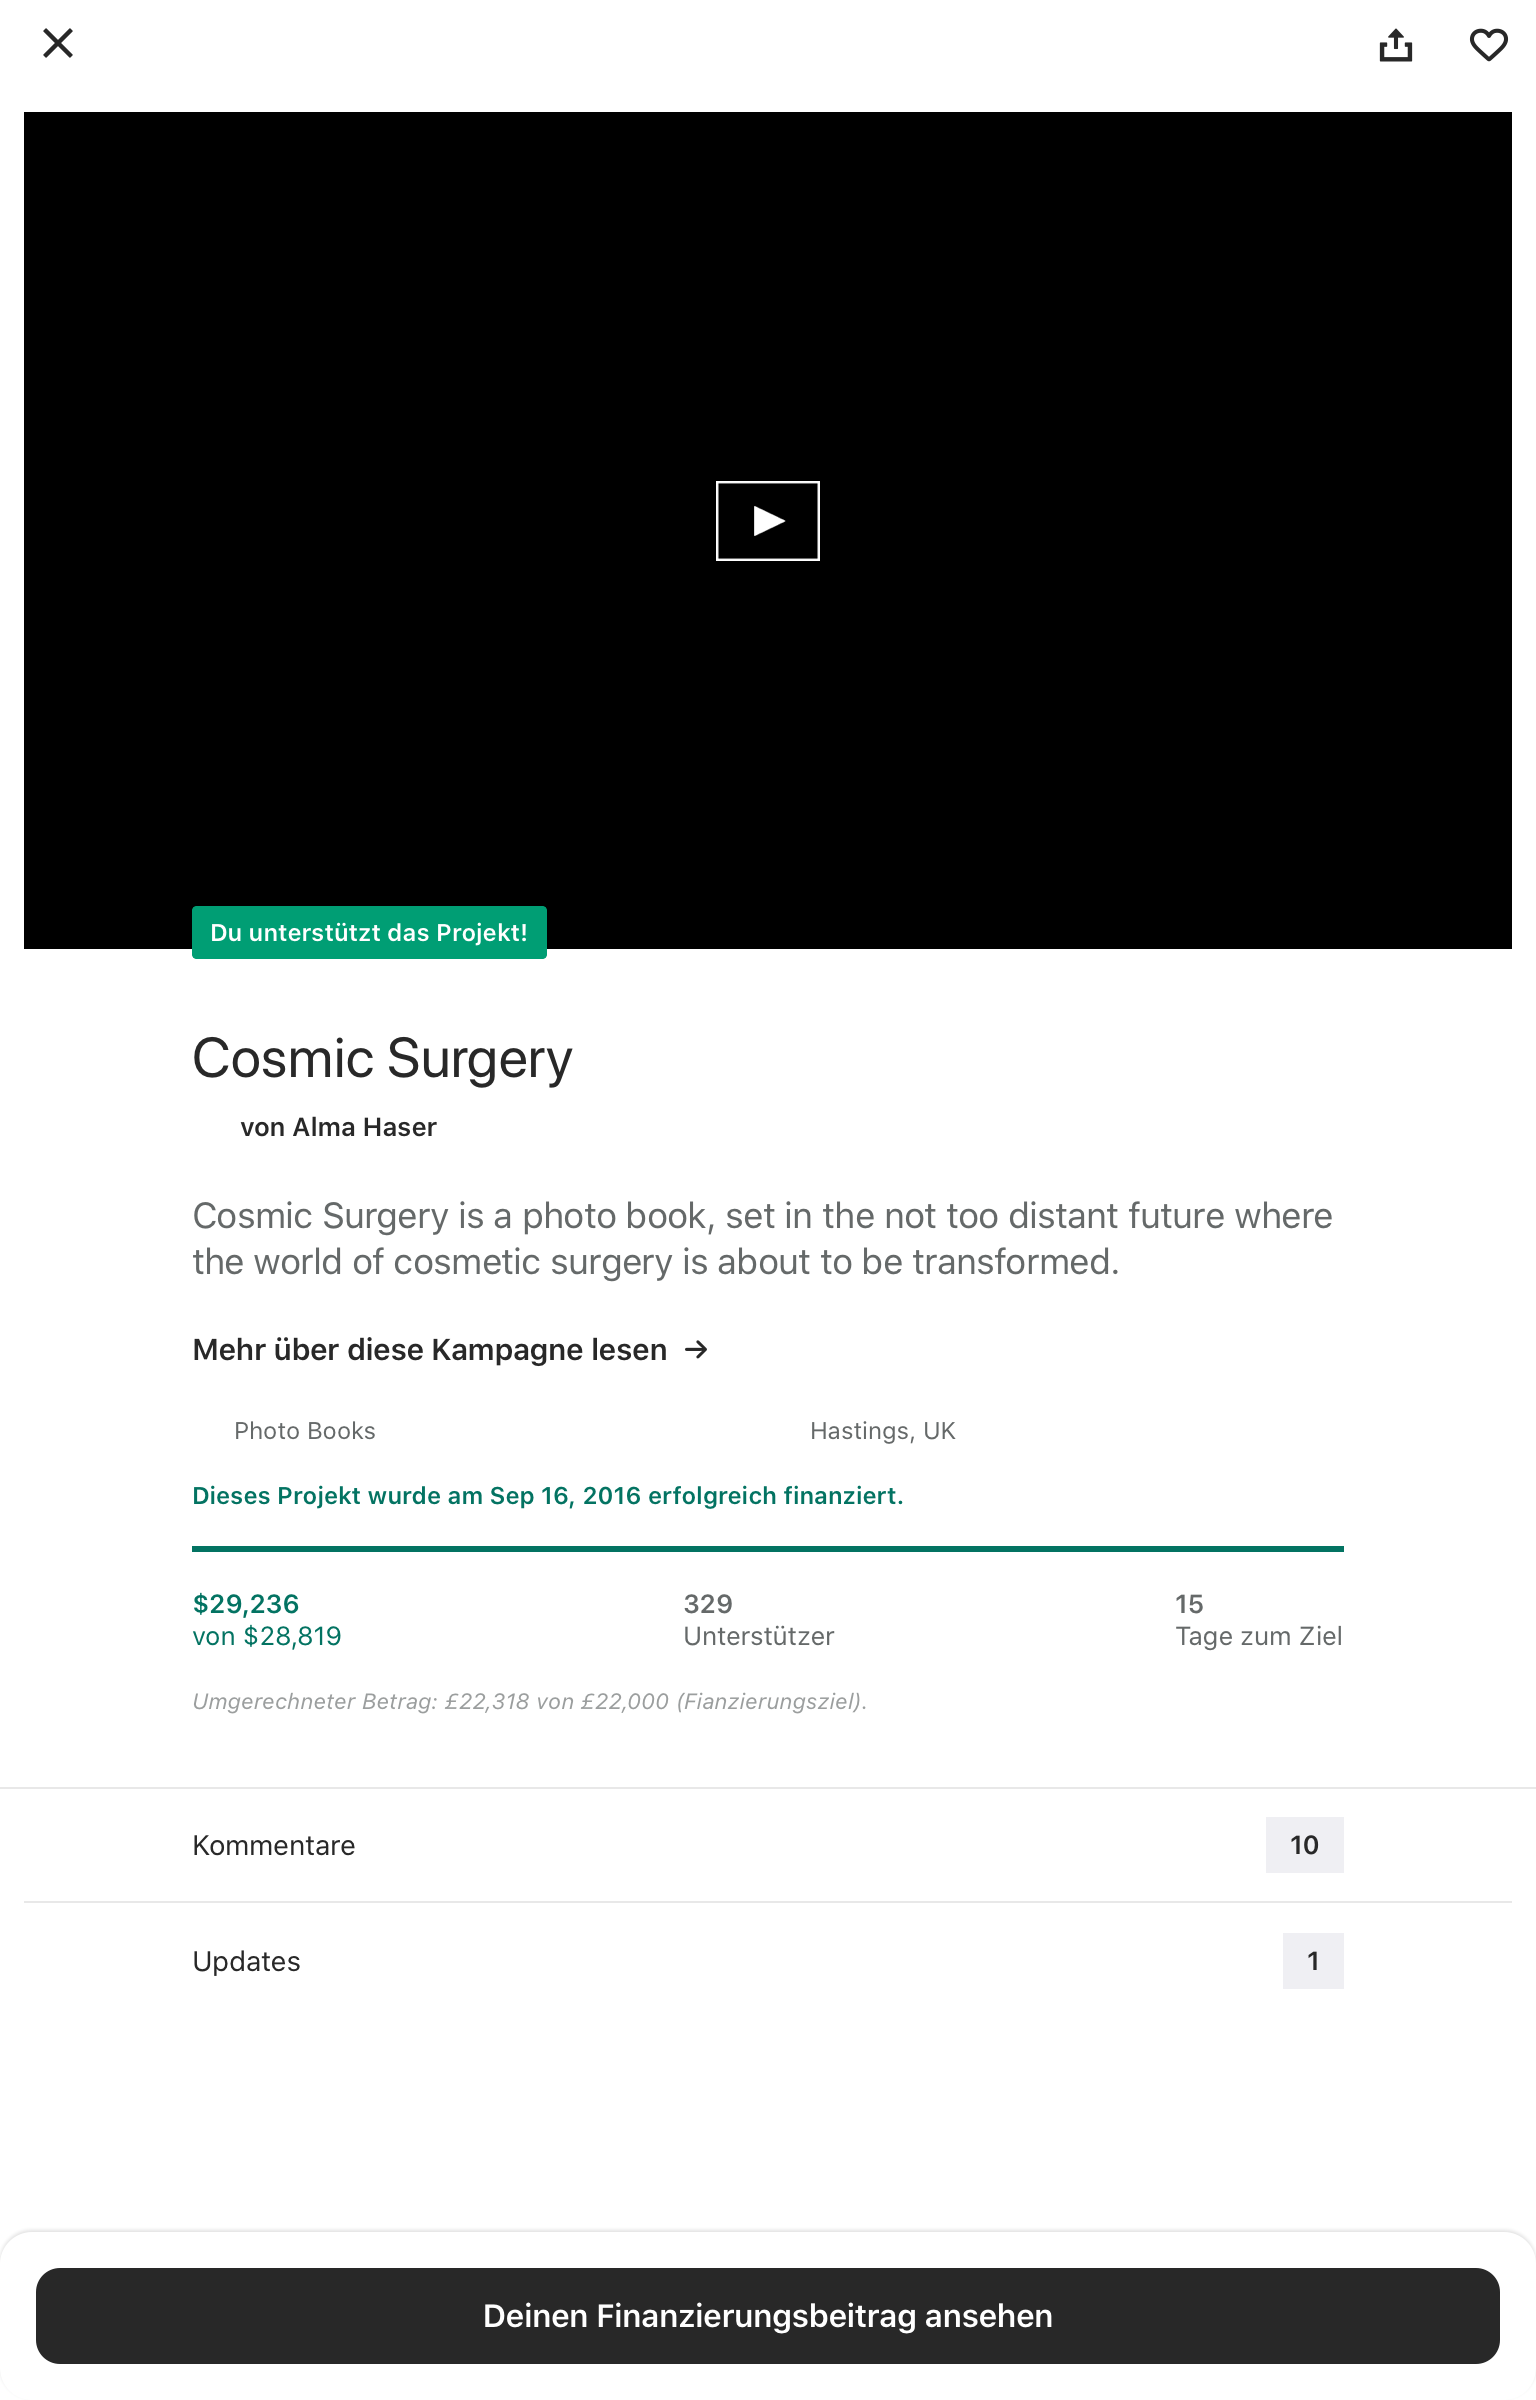 Du unterstützt das Projekt!
Cosmic Surgery
von Alma Haser
Cosmic Surgery is a photo book, set in the not too distant future where
the world of cosmetic surgery is about to be transformed.
Mehr über diese Kampagne lesen →
Photo Books
Hastings, UK
Dieses Projekt wurde am Sep 16, 2016 erfolgreich finanziert.
$29,236
von $28,819
329
Unterstützer
15
Tage zum Ziel
Umgerechneter Betrag: £22,318 von £22,000 (Fianzierungsziel).
Kommentare
10
Updates
1
Deinen Finanzierungsbeitrag ansehen